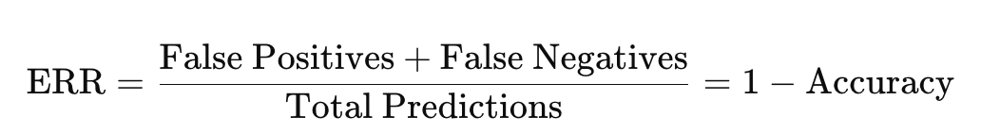 ERR = False Positives + False Negatives / Total Predictions = 1 − Accuracy